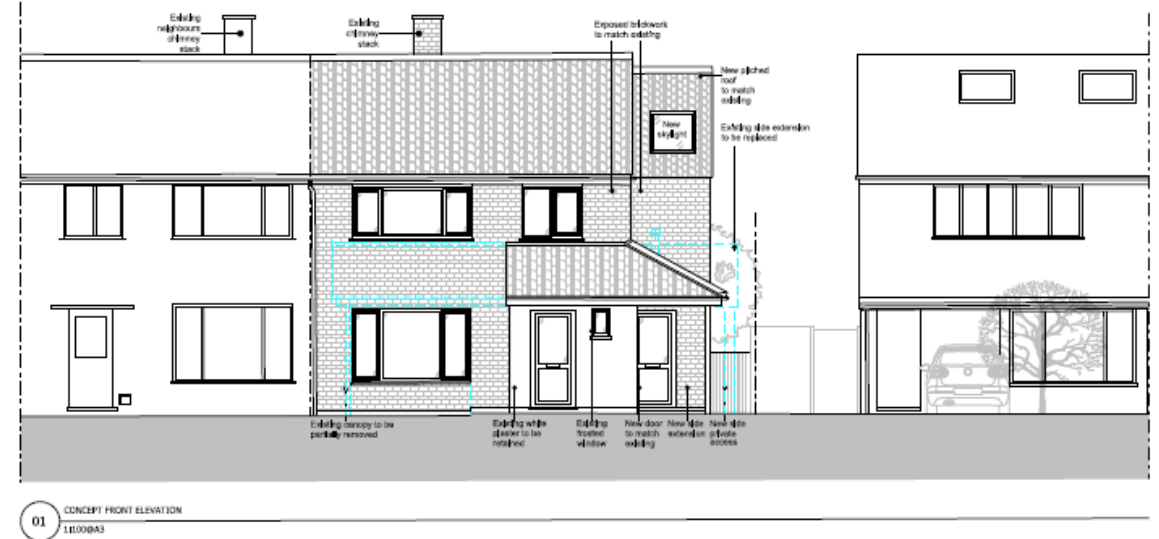 Existing
neighbours
chimney
stack
Existing
chimney
stack
Exposed brickwork
to match existing
New pitched
roof
to match
existing
New
skylight
Existing side extension
to be replaced
Existing canopy to be
partially removed
Existing white
plaster to be
retained
Existing
frosted
window
New door
to match
existing
New side
extension
New side
private
access
01
CONCEPT FRONT ELEVATION
1:100@A3